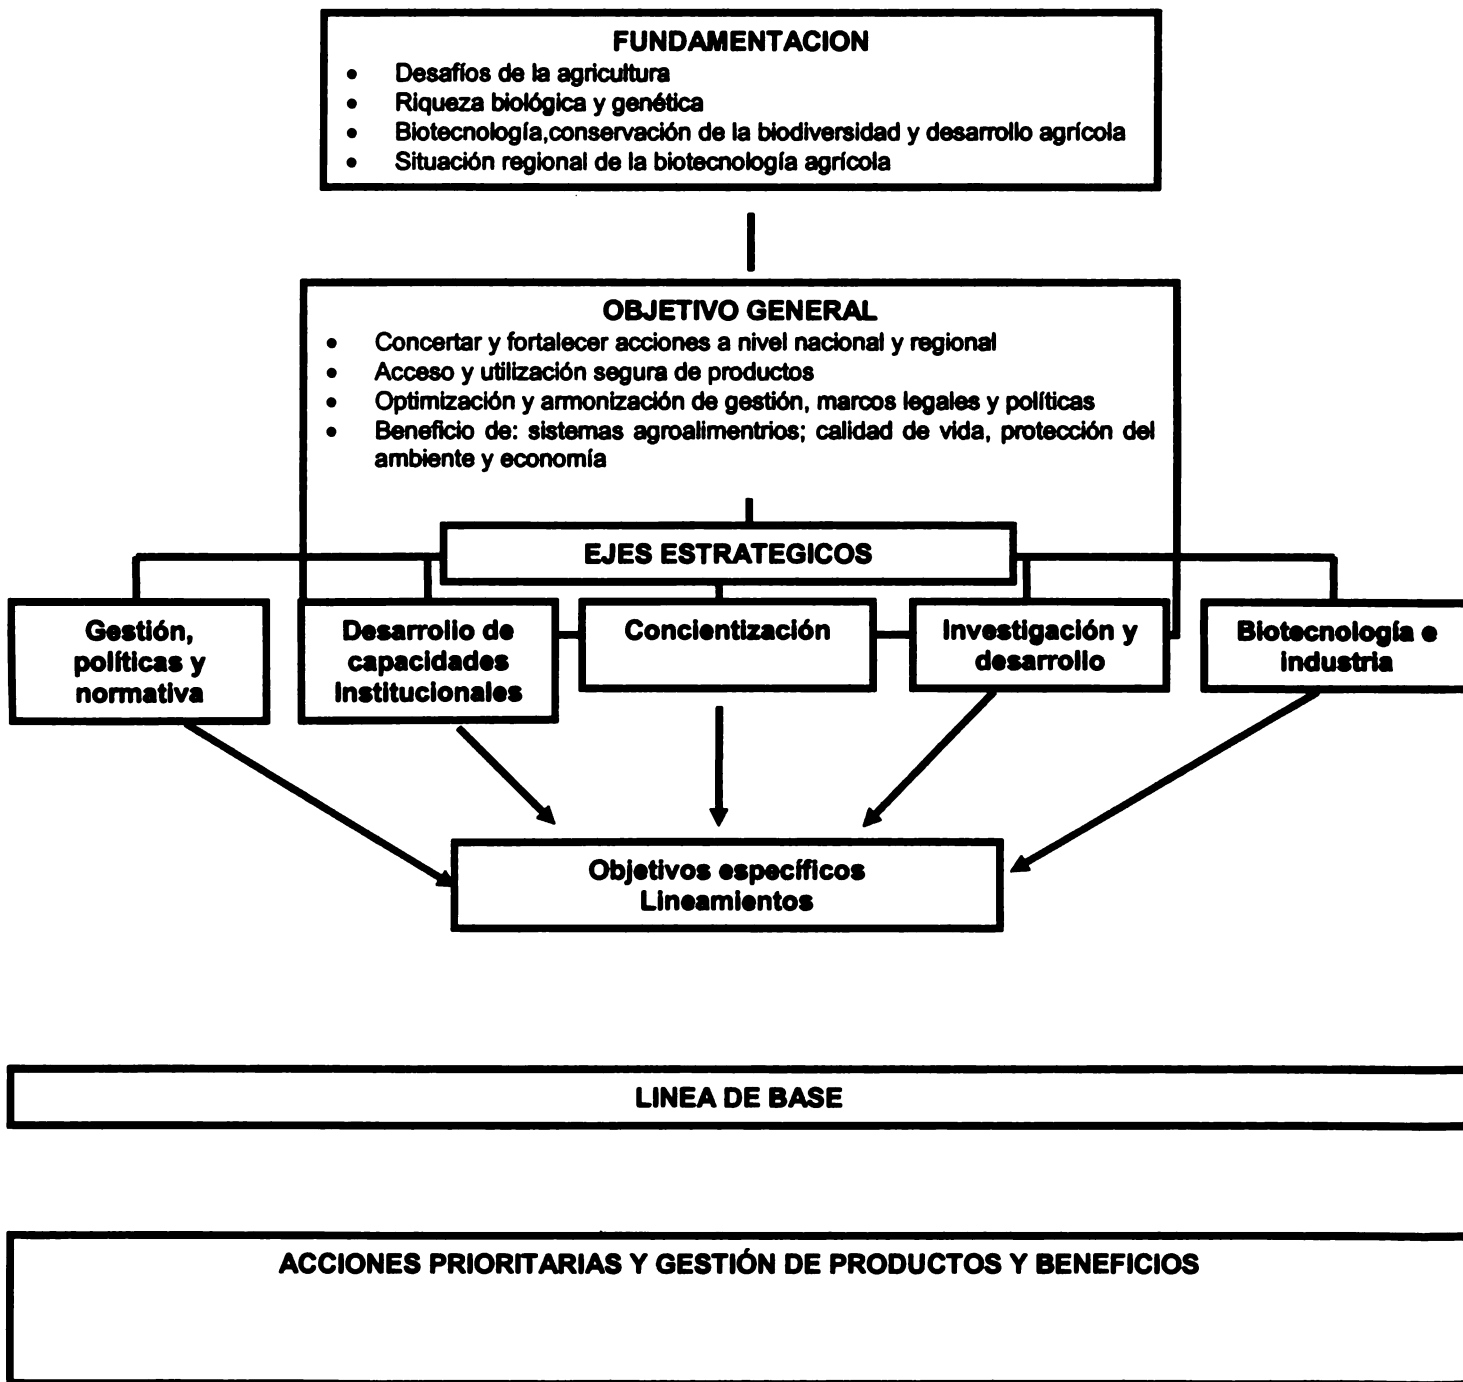 FUNDAMENTACION
• Desafíos de la agricultura
• Riqueza biológica y genética
• Biotecnología,conservación de la biodiversidad y desarrollo agrícola
• Situación regional de la biotecnología agrícola
OBJETIVO GENERAL
• Concertar y fortalecer acciones a nivel nacional y regional
• Acceso y utilización segura de productos
• Optimización y armonización de gestión, marcos legales y políticas
• Beneficio de: sistemas agroalimentrios; calidad de vida, protección del
ambiente y economía
EJES ESTRATEGICOS
Gestión,
políticas y
normativa
Desarrollo de
capacidades
Institucionales
Concientización
Investigación y
desarrollo
Biotecnología e
industria
Objetivos específicos
Lineamientos
LINEA DE BASE
ACCIONES PRIORITARIAS Y GESTIÓN DE PRODUCTOS Y BENEFICIOS